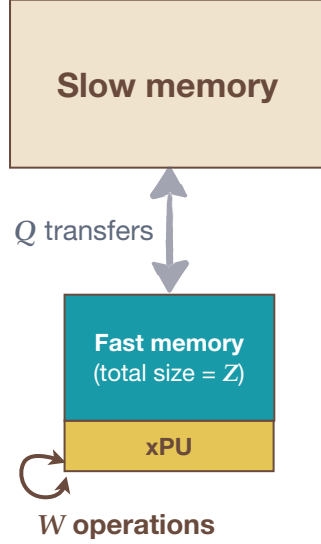 Slow memory
Q transfers
Fast memory
(total size = Z)
xPU
W operations